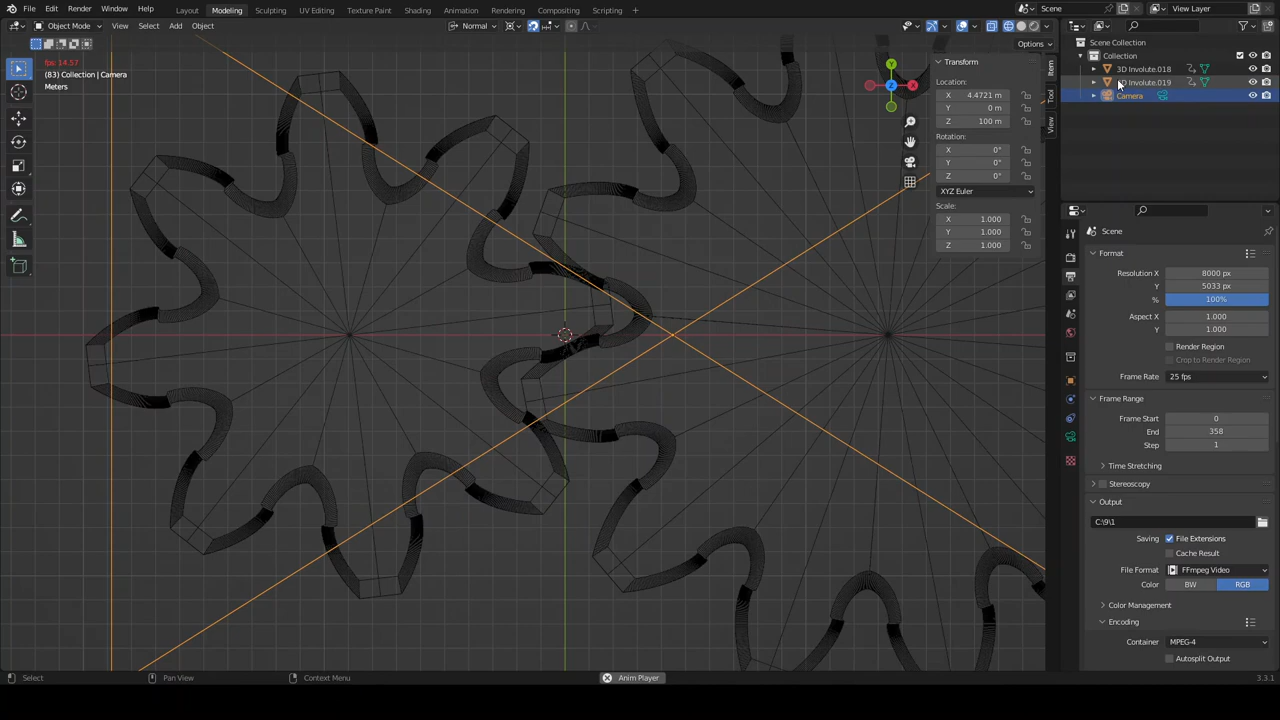 File Edit Render Window Help Layout Modeling Sculpting UV Editing Texture Paint Shading Animation Rendering Compositing Scripting + Scene View Layer
Object Mode View Select Add Object Normal
Options
fps: 14.57
(83) Collection | Camera
Meters
Transform
Location:
X 4.4721 m
Y 0 m
Z 100 m
Rotation:
X 0°
Y 0°
Z 0°
XYZ Euler
Scale:
X 1.000
Y 1.000
Z 1.000
Item
Tool
View
Y
X
Z
Scene Collection
Collection
3D Involute.018
3D Involute.019
Camera
Scene
Format
Resolution X 8000 px
Y 5033 px
% 100%
Aspect X 1.000
Y 1.000
Render Region
Crop to Render Region
Frame Rate 25 fps
Frame Range
Frame Start 0
End 358
Step 1
Time Stretching
Stereoscopy
Output
C:\9\1
Saving File Extensions
Cache Result
File Format FFmpeg Video
Color BW RGB
Color Management
Encoding
Container MPEG-4
Autosplit Output
Select Pan View Context Menu Anim Player 3.3.1